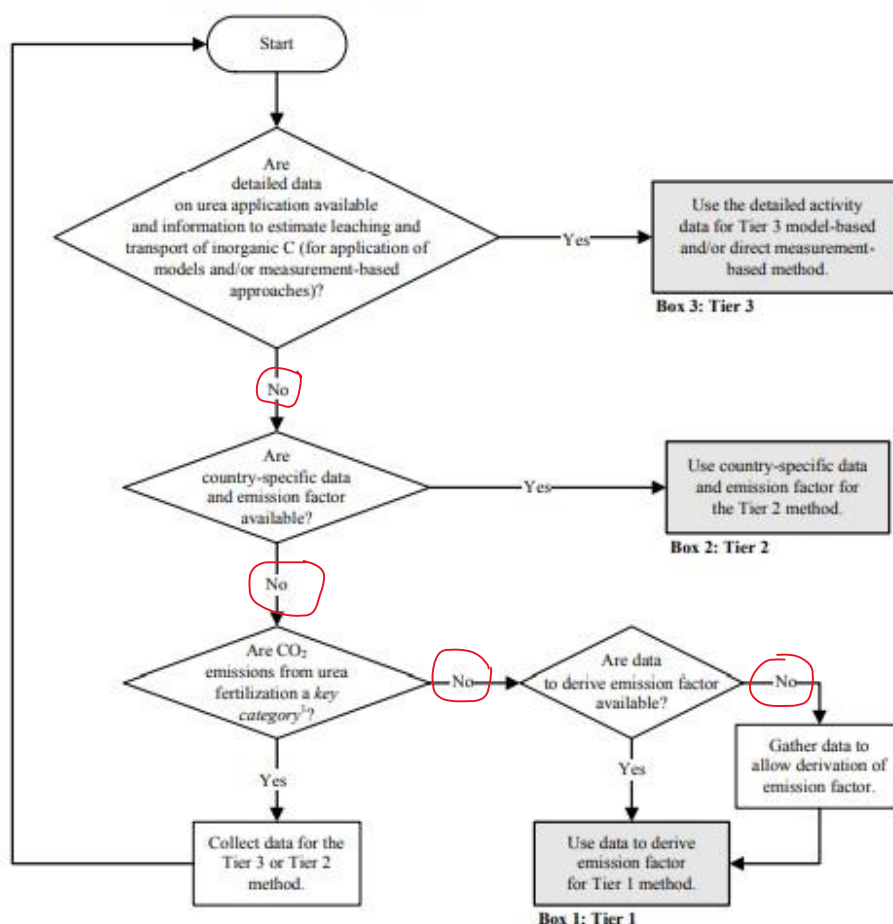 Start
Are
detailed data
on urea application available
and information to estimate leaching and
transport of inorganic C (for application of
models and/or measurement-based
approaches)?
Yes
Use the detailed activity
data for Tier 3 model-based
and/or direct measurement-
based method.
Box 3: Tier 3
No
Are
country-specific data
and emission factor
available?
Yes
Use country-specific data
and emission factor for
the Tier 2 method.
Box 2: Tier 2
No
Are CO₂
emissions from urea
fertilization a key
category¹?
No
Are data
to derive emission factor
available?
No
Gather data to
allow derivation of
emission factor.
Yes
Yes
Collect data for the
Tier 3 or Tier 2
method.
Use data to derive
emission factor
for Tier 1 method.
Box 1: Tier 1